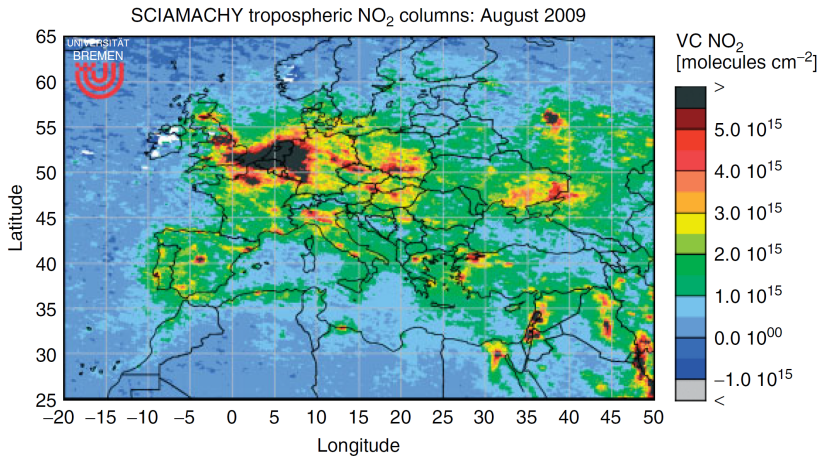 SCIAMACHY tropospheric NO₂ columns: August 2009
UNIVERSITÄT
BREMEN
VC NO₂
[molecules cm⁻²]
>
5.0 10¹⁵
4.0 10¹⁵
3.0 10¹⁵
2.0 10¹⁵
1.0 10¹⁵
0.0 10⁰⁰
−1.0 10¹⁵
<
Latitude
65
60
55
50
45
40
35
30
25
−20 −15 −10 −5 0 5 10 15 20 25 30 35 40 45 50
Longitude